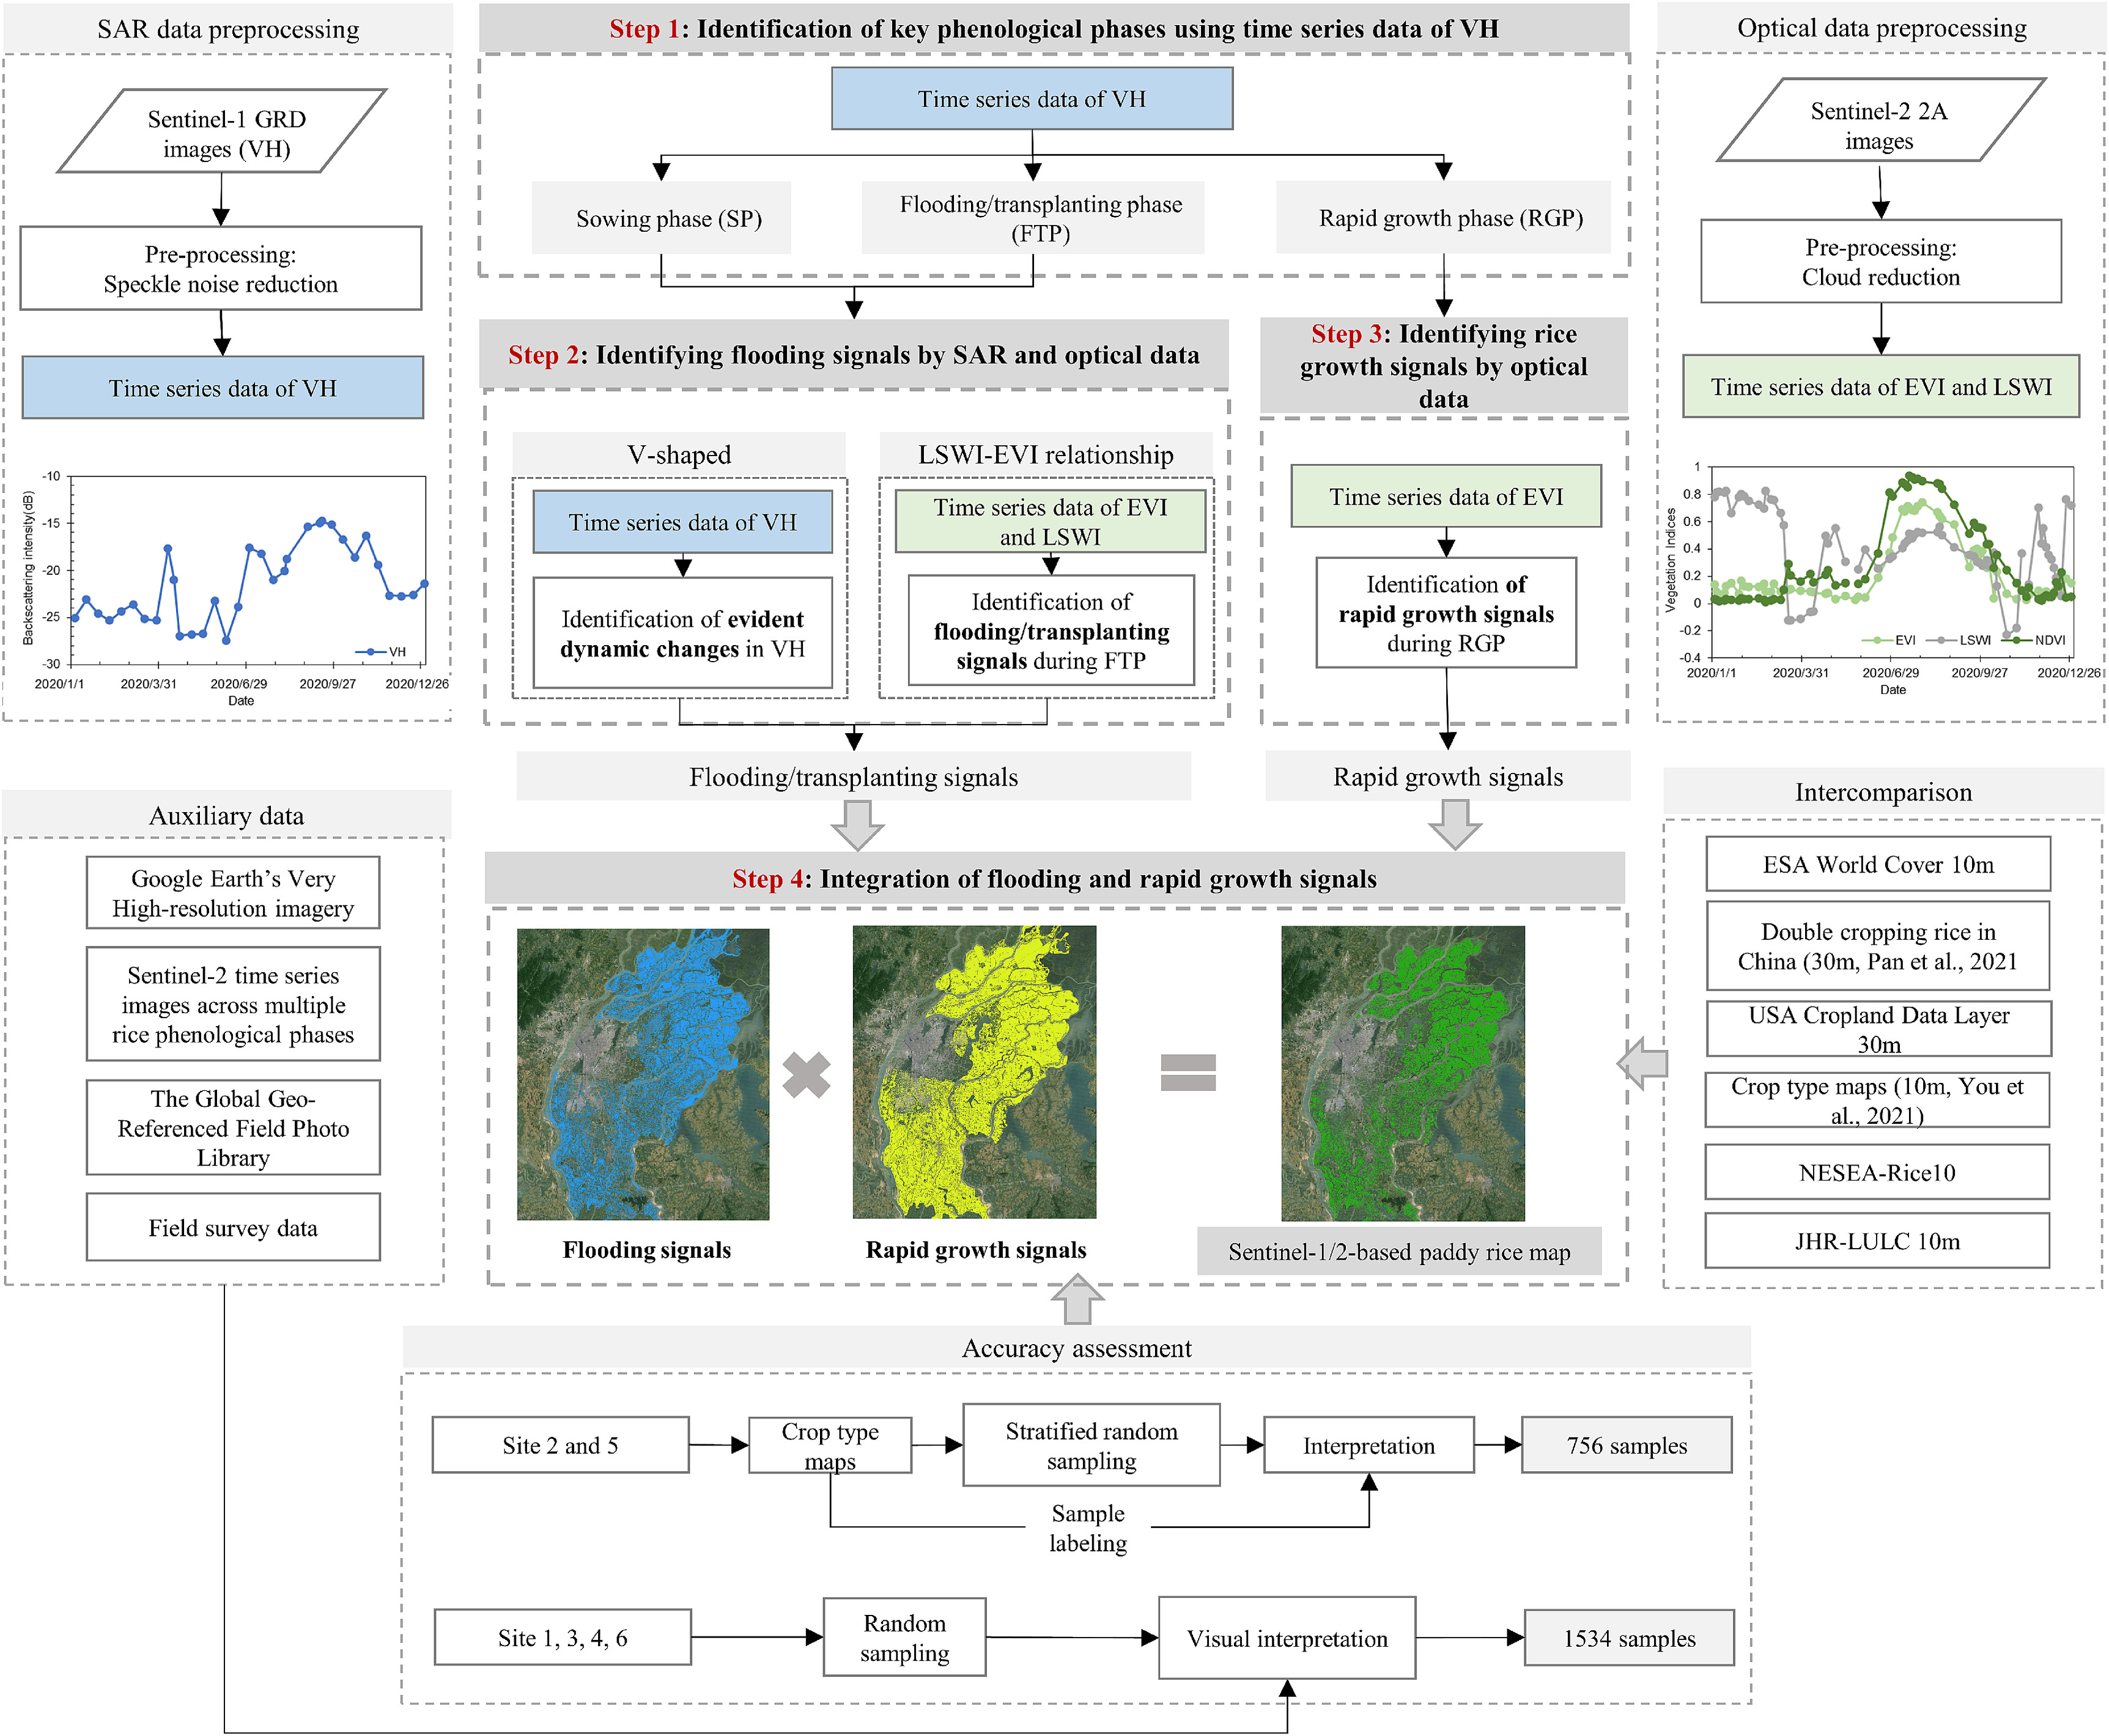 SAR data preprocessing
Sentinel-1 GRD
images (VH)
Pre-processing:
Speckle noise reduction
Time series data of VH
-10
-15
-20
-25
-30
Backscattering intensity(dB)
VH
2020/1/1
2020/3/31
2020/6/29
2020/9/27
2020/12/26
Date
Step 1: Identification of key phenological phases using time series data of VH
Time series data of VH
Sowing phase (SP)
Flooding/transplanting phase
(FTP)
Rapid growth phase (RGP)
Step 2: Identifying flooding signals by SAR and optical data
V-shaped
Time series data of VH
Identification of evident
dynamic changes in VH
LSWI-EVI relationship
Time series data of EVI
and LSWI
Identification of
flooding/transplanting
signals during FTP
Flooding/transplanting signals
Step 3: Identifying rice
growth signals by optical
data
Time series data of EVI
Identification of
rapid growth signals
during RGP
Rapid growth signals
Optical data preprocessing
Sentinel-2 2A
images
Pre-processing:
Cloud reduction
Time series data of EVI and LSWI
1
0.8
0.6
0.4
0.2
0
-0.2
-0.4
Vegetation Indices
EVI
LSWI
NDVI
2020/1/1
2020/3/31
2020/6/29
2020/9/27
2020/12/26
Date
Auxiliary data
Google Earth’s Very
High-resolution imagery
Sentinel-2 time series
images across multiple
rice phenological phases
The Global Geo-
Referenced Field Photo
Library
Field survey data
Step 4: Integration of flooding and rapid growth signals
Flooding signals
Rapid growth signals
Sentinel-1/2-based paddy rice map
Intercomparison
ESA World Cover 10m
Double cropping rice in
China (30m, Pan et al., 2021
USA Cropland Data Layer
30m
Crop type maps (10m, You et
al., 2021)
NESEA-Rice10
JHR-LULC 10m
Accuracy assessment
Site 2 and 5
Crop type
maps
Stratified random
sampling
Interpretation
756 samples
Sample
labeling
Site 1, 3, 4, 6
Random
sampling
Visual interpretation
1534 samples